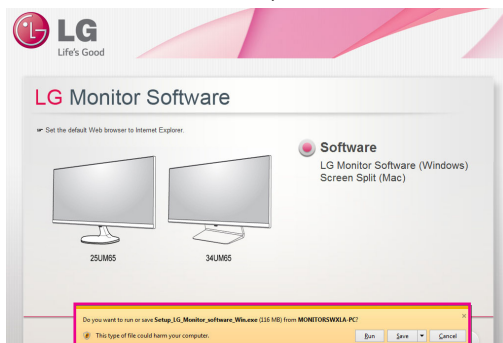 LG
Life's Good
LG Monitor Software
☞ Set the default Web browser to Internet Explorer.
Software
LG Monitor Software (Windows)
Screen Split (Mac)
25UM65
34UM65
Do you want to run or save Setup_LG_Monitor_software_Win.exe (116 MB) from MONITORSWXLA-PC?
×
This type of file could harm your computer.
Run
Save
Cancel